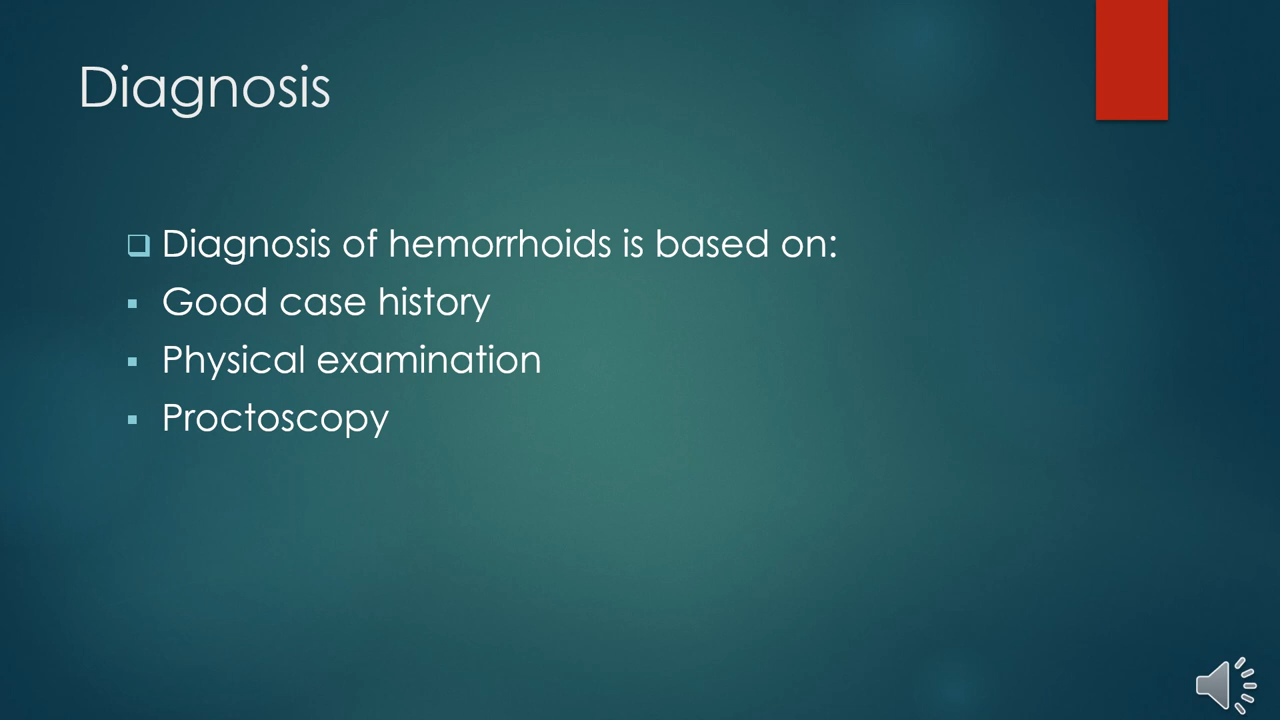 Diagnosis
❑ Diagnosis of hemorrhoids is based on:
▪ Good case history
▪ Physical examination
▪ Proctoscopy